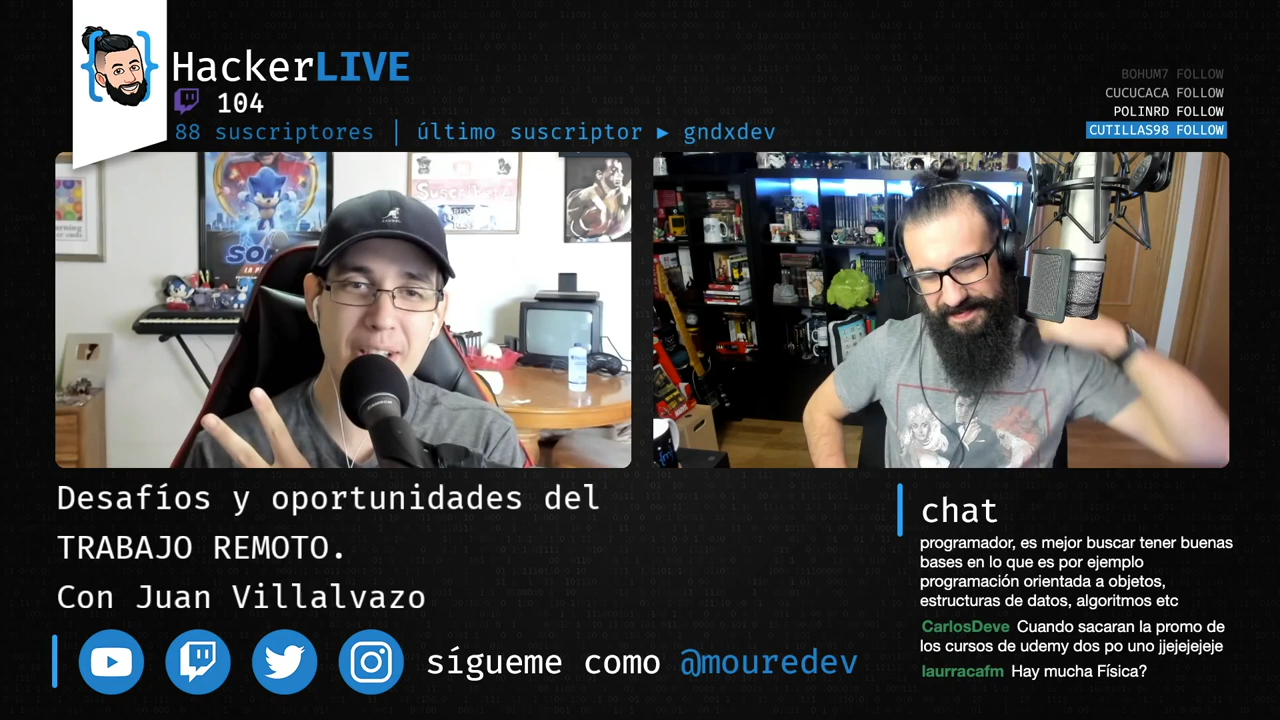 HackerLIVE
104
88 suscriptores | último suscriptor ▸ gndxdev
BOHUM7 FOLLOW
CUCUCACA FOLLOW
POLINRD FOLLOW
CUTILLAS98 FOLLOW
Desafíos y oportunidades del
TRABAJO REMOTO.
Con Juan Villalvazo
sígueme como @mouredev
chat
programador, es mejor buscar tener buenas
bases en lo que es por ejemplo
programación orientada a objetos,
estructuras de datos, algoritmos etc
CarlosDeve Cuando sacaran la promo de
los cursos de udemy dos po uno jjejejejeje
laurracafm Hay mucha Física?